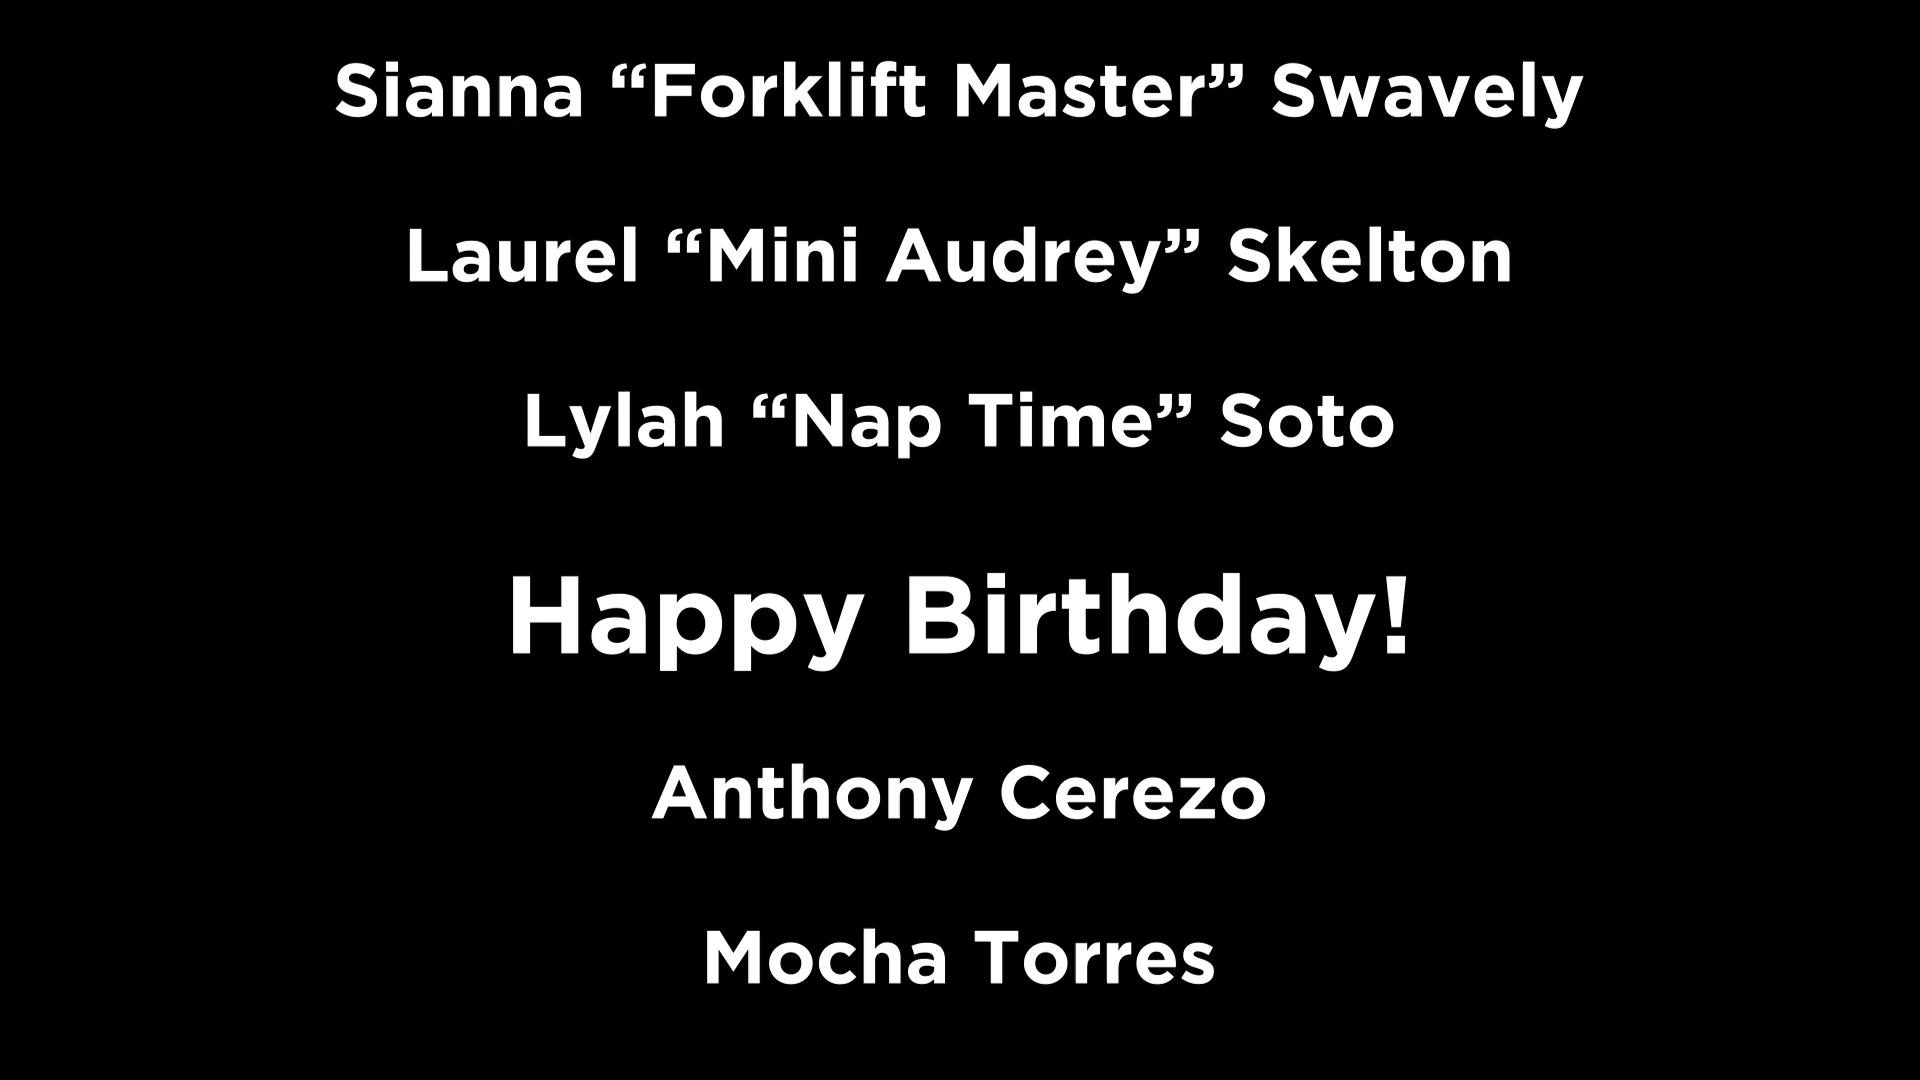 Sianna “Forklift Master” Swavely
Laurel “Mini Audrey” Skelton
Lylah “Nap Time” Soto
Happy Birthday!
Anthony Cerezo
Mocha Torres